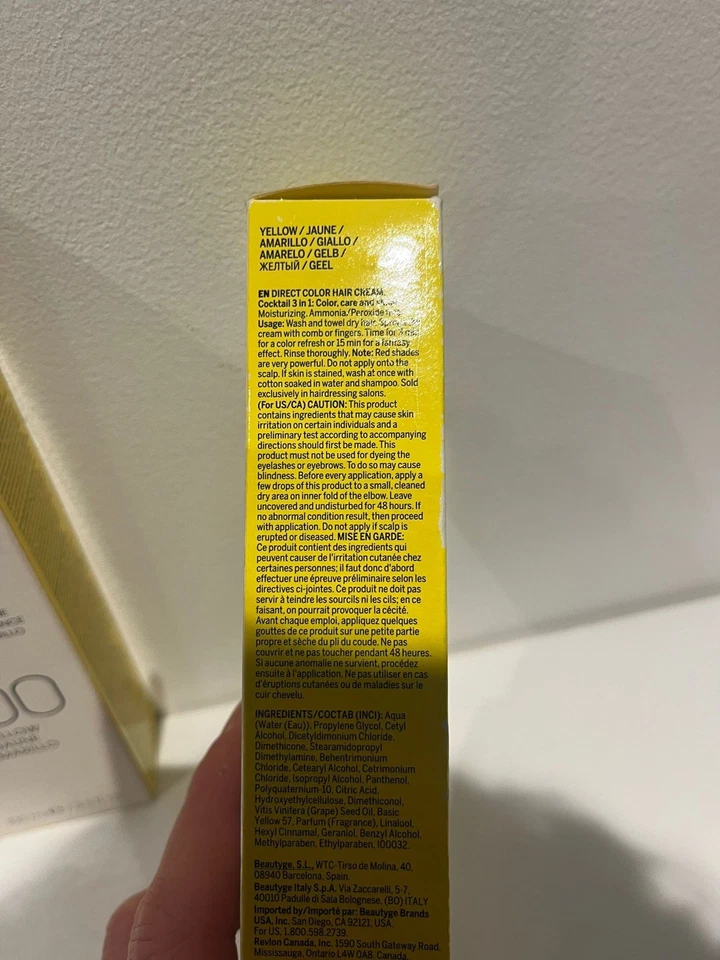 YELLOW / JAUNE /
AMARILLO / GIALLO /
AMARELO / GELB /
ЖЕЛТЫЙ / GEEL
EN DIRECT COLOR HAIR CREAM.
Cocktail 3 in 1: Color, care and
Moisturizing. Ammonia/Peroxide
Usage: Wash and towel dry hair.
cream with comb or fingers. Time for 3
for a color refresh or 15 min for a fantasy
effect. Rinse thoroughly. Note: Red shades
are very powerful. Do not apply onto the
scalp. If skin is stained, wash at once with
cotton soaked in water and shampoo. Sold
exclusively in hairdressing salons.
(For US/CA) CAUTION: This product
contains ingredients that may cause skin
irritation on certain individuals and a
preliminary test according to accompanying
directions should first be made. This
product must not be used for dyeing the
eyelashes or eyebrows. To do so may cause
blindness. Before every application, apply a
few drops of this product to a small, cleaned
dry area on inner fold of the elbow. Leave
uncovered and undisturbed for 48 hours. If
no abnormal condition result, then proceed
with application. Do not apply if scalp is
erupted or diseased. MISE EN GARDE:
Ce produit contient des ingredients qui
peuvent causer de l'irritation cutanée chez
certaines personnes; il faut donc d'abord
effectuer une épreuve préliminaire selon les
directives ci-jointes. Ce produit ne doit pas
servir à teindre les sourcils ni les cils; en ce
faisant, on pourrait provoquer la cécité.
Avant chaque emploi, appliquez quelques
gouttes de ce produit sur une petite partie
propre et sèche du pli du coude. Ne pas
couvrir et ne pas toucher pendant 48 heures.
Si aucune anomalie ne survient, procédez
ensuite à l'application. Ne pas utiliser en cas
d'éruptions cutanées ou de maladies sur le
cuir chevelu.
INGREDIENTS/COCTAB (INCI): Aqua
(Water (Eau)), Propylene Glycol, Cetyl
Alcohol, Dicetyldimonium Chloride,
Dimethicone, Stearamidopropyl
Dimethylamine, Behentrimonium
Chloride, Cetearyl Alcohol, Cetrimonium
Chloride, Isopropyl Alcohol, Panthenol,
Polyquaternium-10, Citric Acid,
Hydroxyethylcellulose, Dimethiconol,
Vitis Vinifera (Grape) Seed Oil, Basic
Yellow 57, Parfum (Fragrance), Linalool,
Hexyl Cinnamal, Geraniol, Benzyl Alcohol,
Methylparaben, Ethylparaben, I00032.
Beautyge, S.L., WTC-Tirso de Molina, 40,
08940 Barcelona, Spain.
Beautyge Italy S.p.A. Via Zaccarelli, 5-7,
40010 Padulle di Sala Bolognese, (BO) ITALY
Imported by/Importé par: Beautyge Brands
USA, Inc. San Diego, CA 92121, USA.
For US, 1.800.598.2739.
Revlon Canada, Inc. 1590 South Gateway Road,
Mississauga, Ontario L4W 0A8, Canada.
00